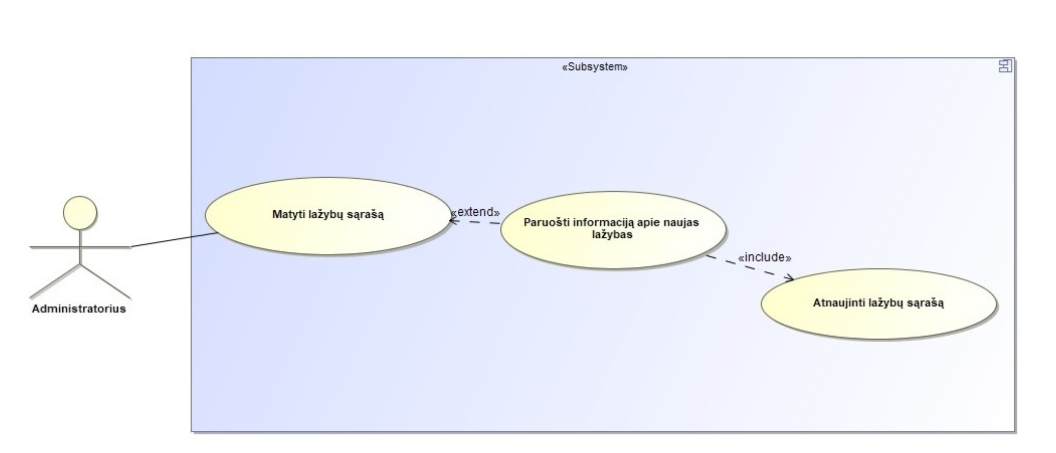 «Subsystem»
Matyti lažybų sąrašą
«extend»
Paruošti informaciją apie naujas
lažybas
«include»
Atnaujinti lažybų sąrašą
Administratorius